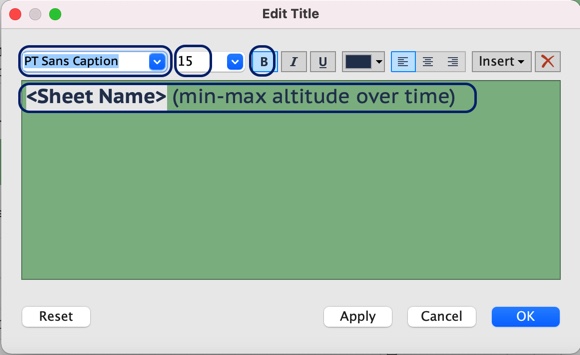 Edit Title
PT Sans Caption 15 B I U Insert
<Sheet Name> (min-max altitude over time)
Reset Apply Cancel OK